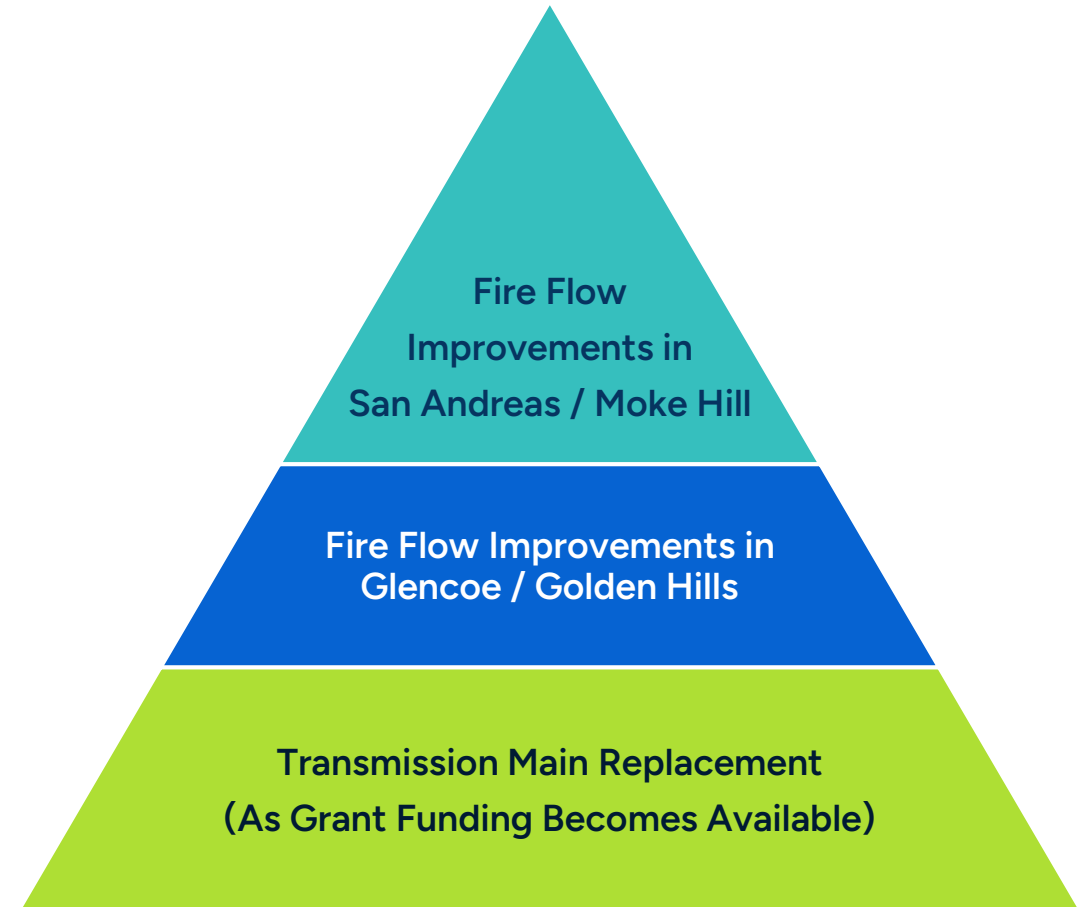 Fire Flow
Improvements in
San Andreas / Moke Hill
Fire Flow Improvements in
Glencoe / Golden Hills
Transmission Main Replacement
(As Grant Funding Becomes Available)